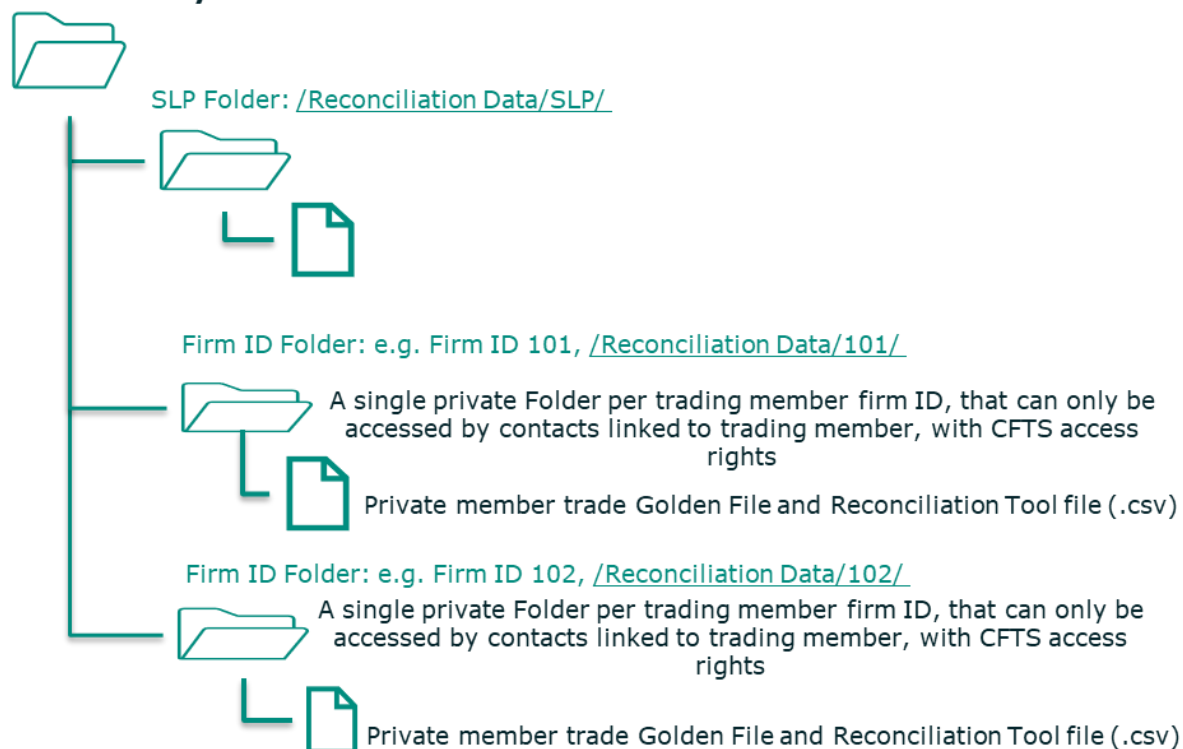 SLP Folder: /Reconciliation Data/SLP/
Firm ID Folder: e.g. Firm ID 101, /Reconciliation Data/101/
A single private Folder per trading member firm ID, that can only be
accessed by contacts linked to trading member, with CFTS access
rights
Private member trade Golden File and Reconciliation Tool file (.csv)
Firm ID Folder: e.g. Firm ID 102, /Reconciliation Data/102/
A single private Folder per trading member firm ID, that can only be
accessed by contacts linked to trading member, with CFTS access
rights
Private member trade Golden File and Reconciliation Tool file (.csv)